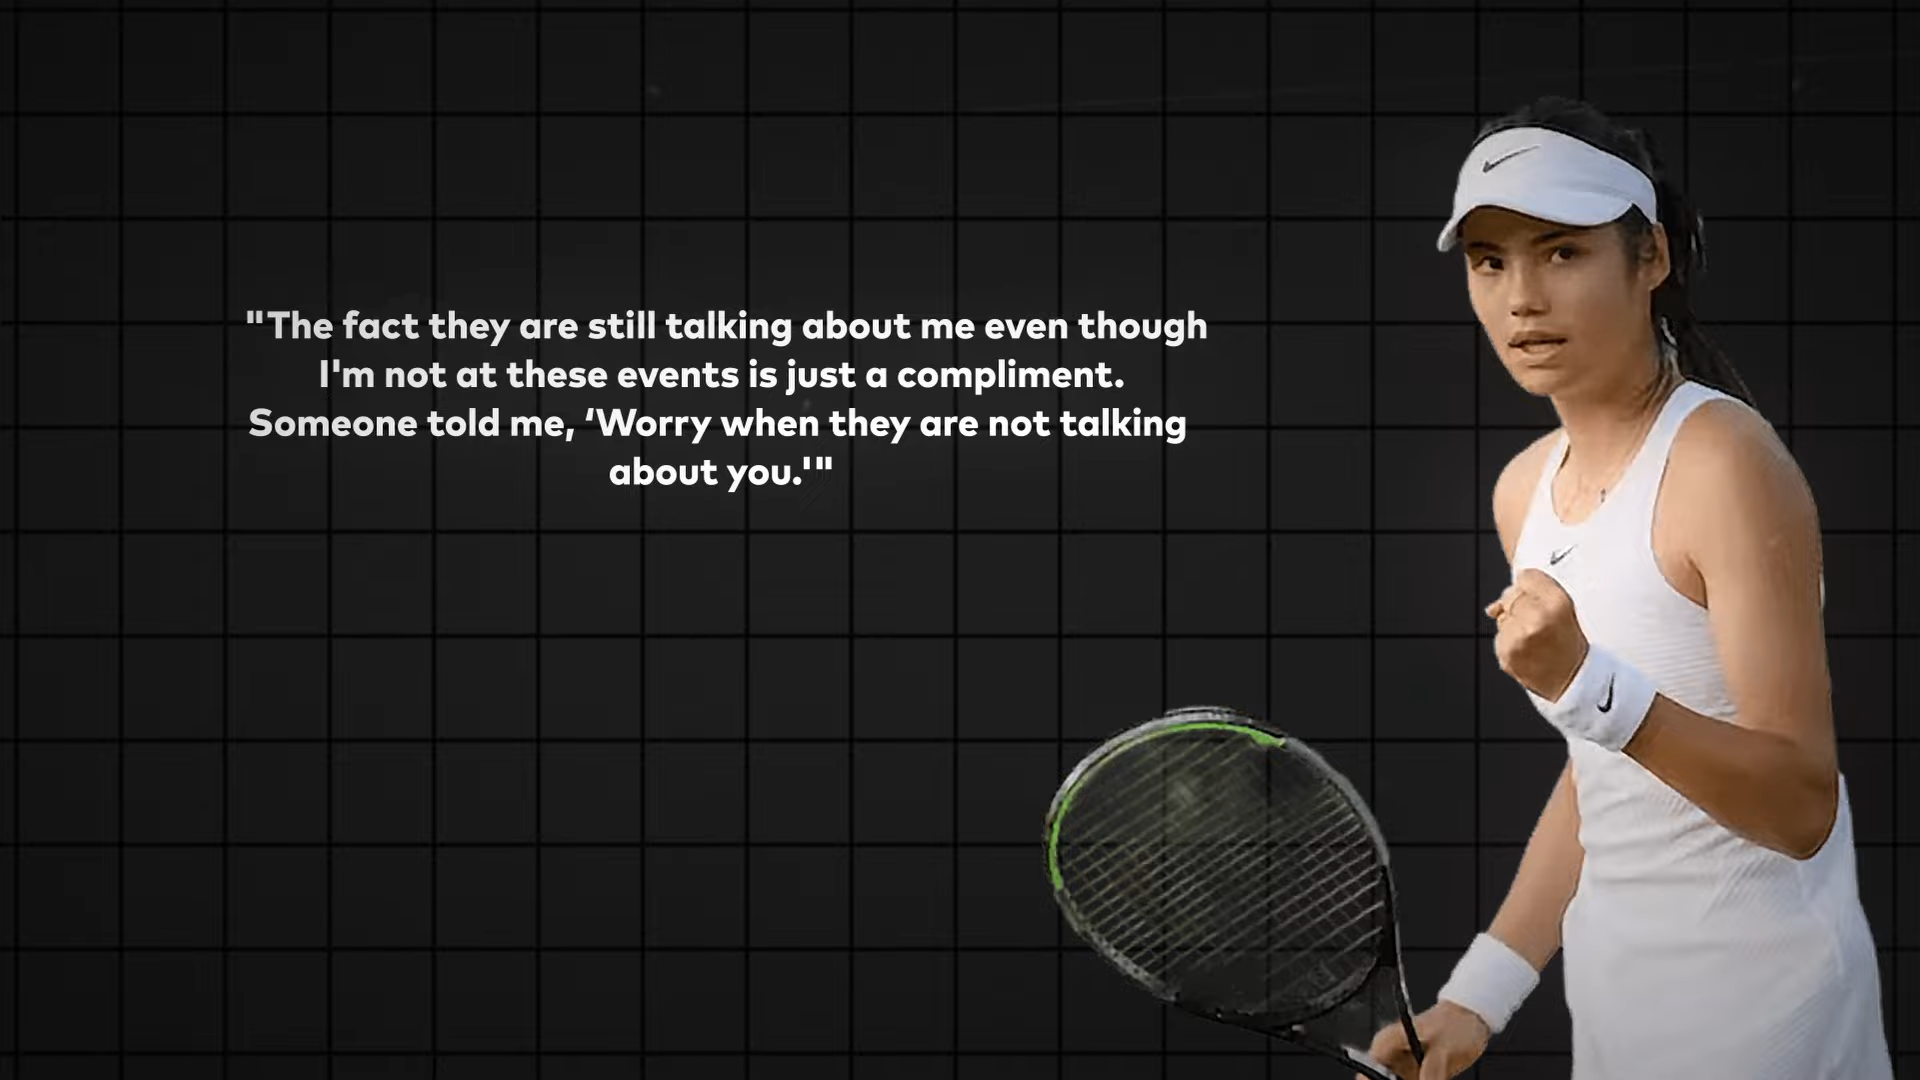 "The fact they are still talking about me even though
I'm not at these events is just a compliment.
Someone told me, ‘Worry when they are not talking
about you.'"